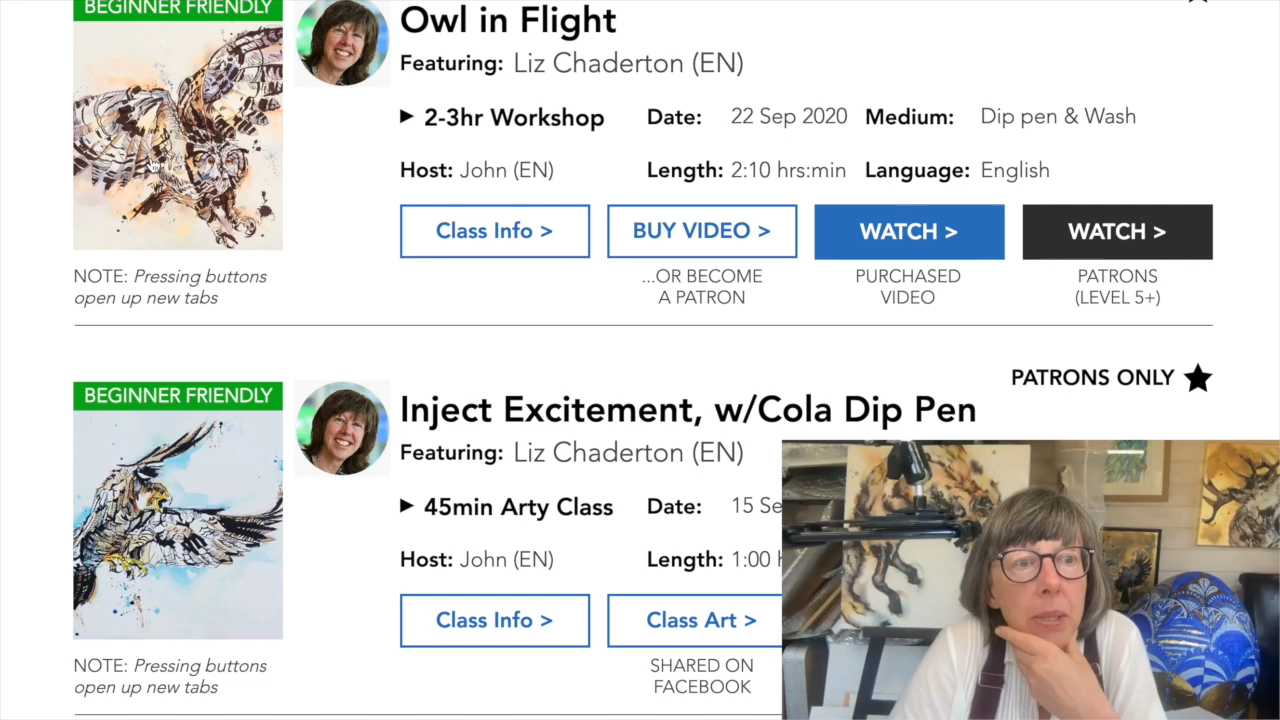 BEGINNER FRIENDLY
Owl in Flight
Featuring: Liz Chaderton (EN)
▶ 2-3hr Workshop Date: 22 Sep 2020 Medium: Dip pen & Wash
Host: John (EN) Length: 2:10 hrs:min Language: English
Class Info > BUY VIDEO > WATCH > WATCH >
...OR BECOME PURCHASED PATRONS
A PATRON VIDEO (LEVEL 5+)
NOTE: Pressing buttons
open up new tabs
PATRONS ONLY
BEGINNER FRIENDLY
Inject Excitement, w/Cola Dip Pen
Featuring: Liz Chaderton (EN)
▶ 45min Arty Class Date: 15 Se
Host: John (EN) Length: 1:00
Class Info > Class Art >
SHARED ON
FACEBOOK
NOTE: Pressing buttons
open up new tabs